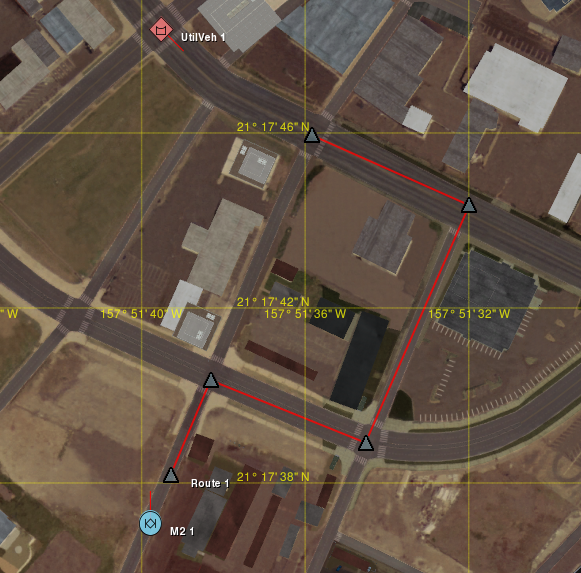 UtilVeh 1
21° 17' 46" N
21° 17' 42" N
" W
157° 51' 40" W
157° 51' 36" W
157° 51' 32" W
21° 17' 38" N
Route 1
M2 1